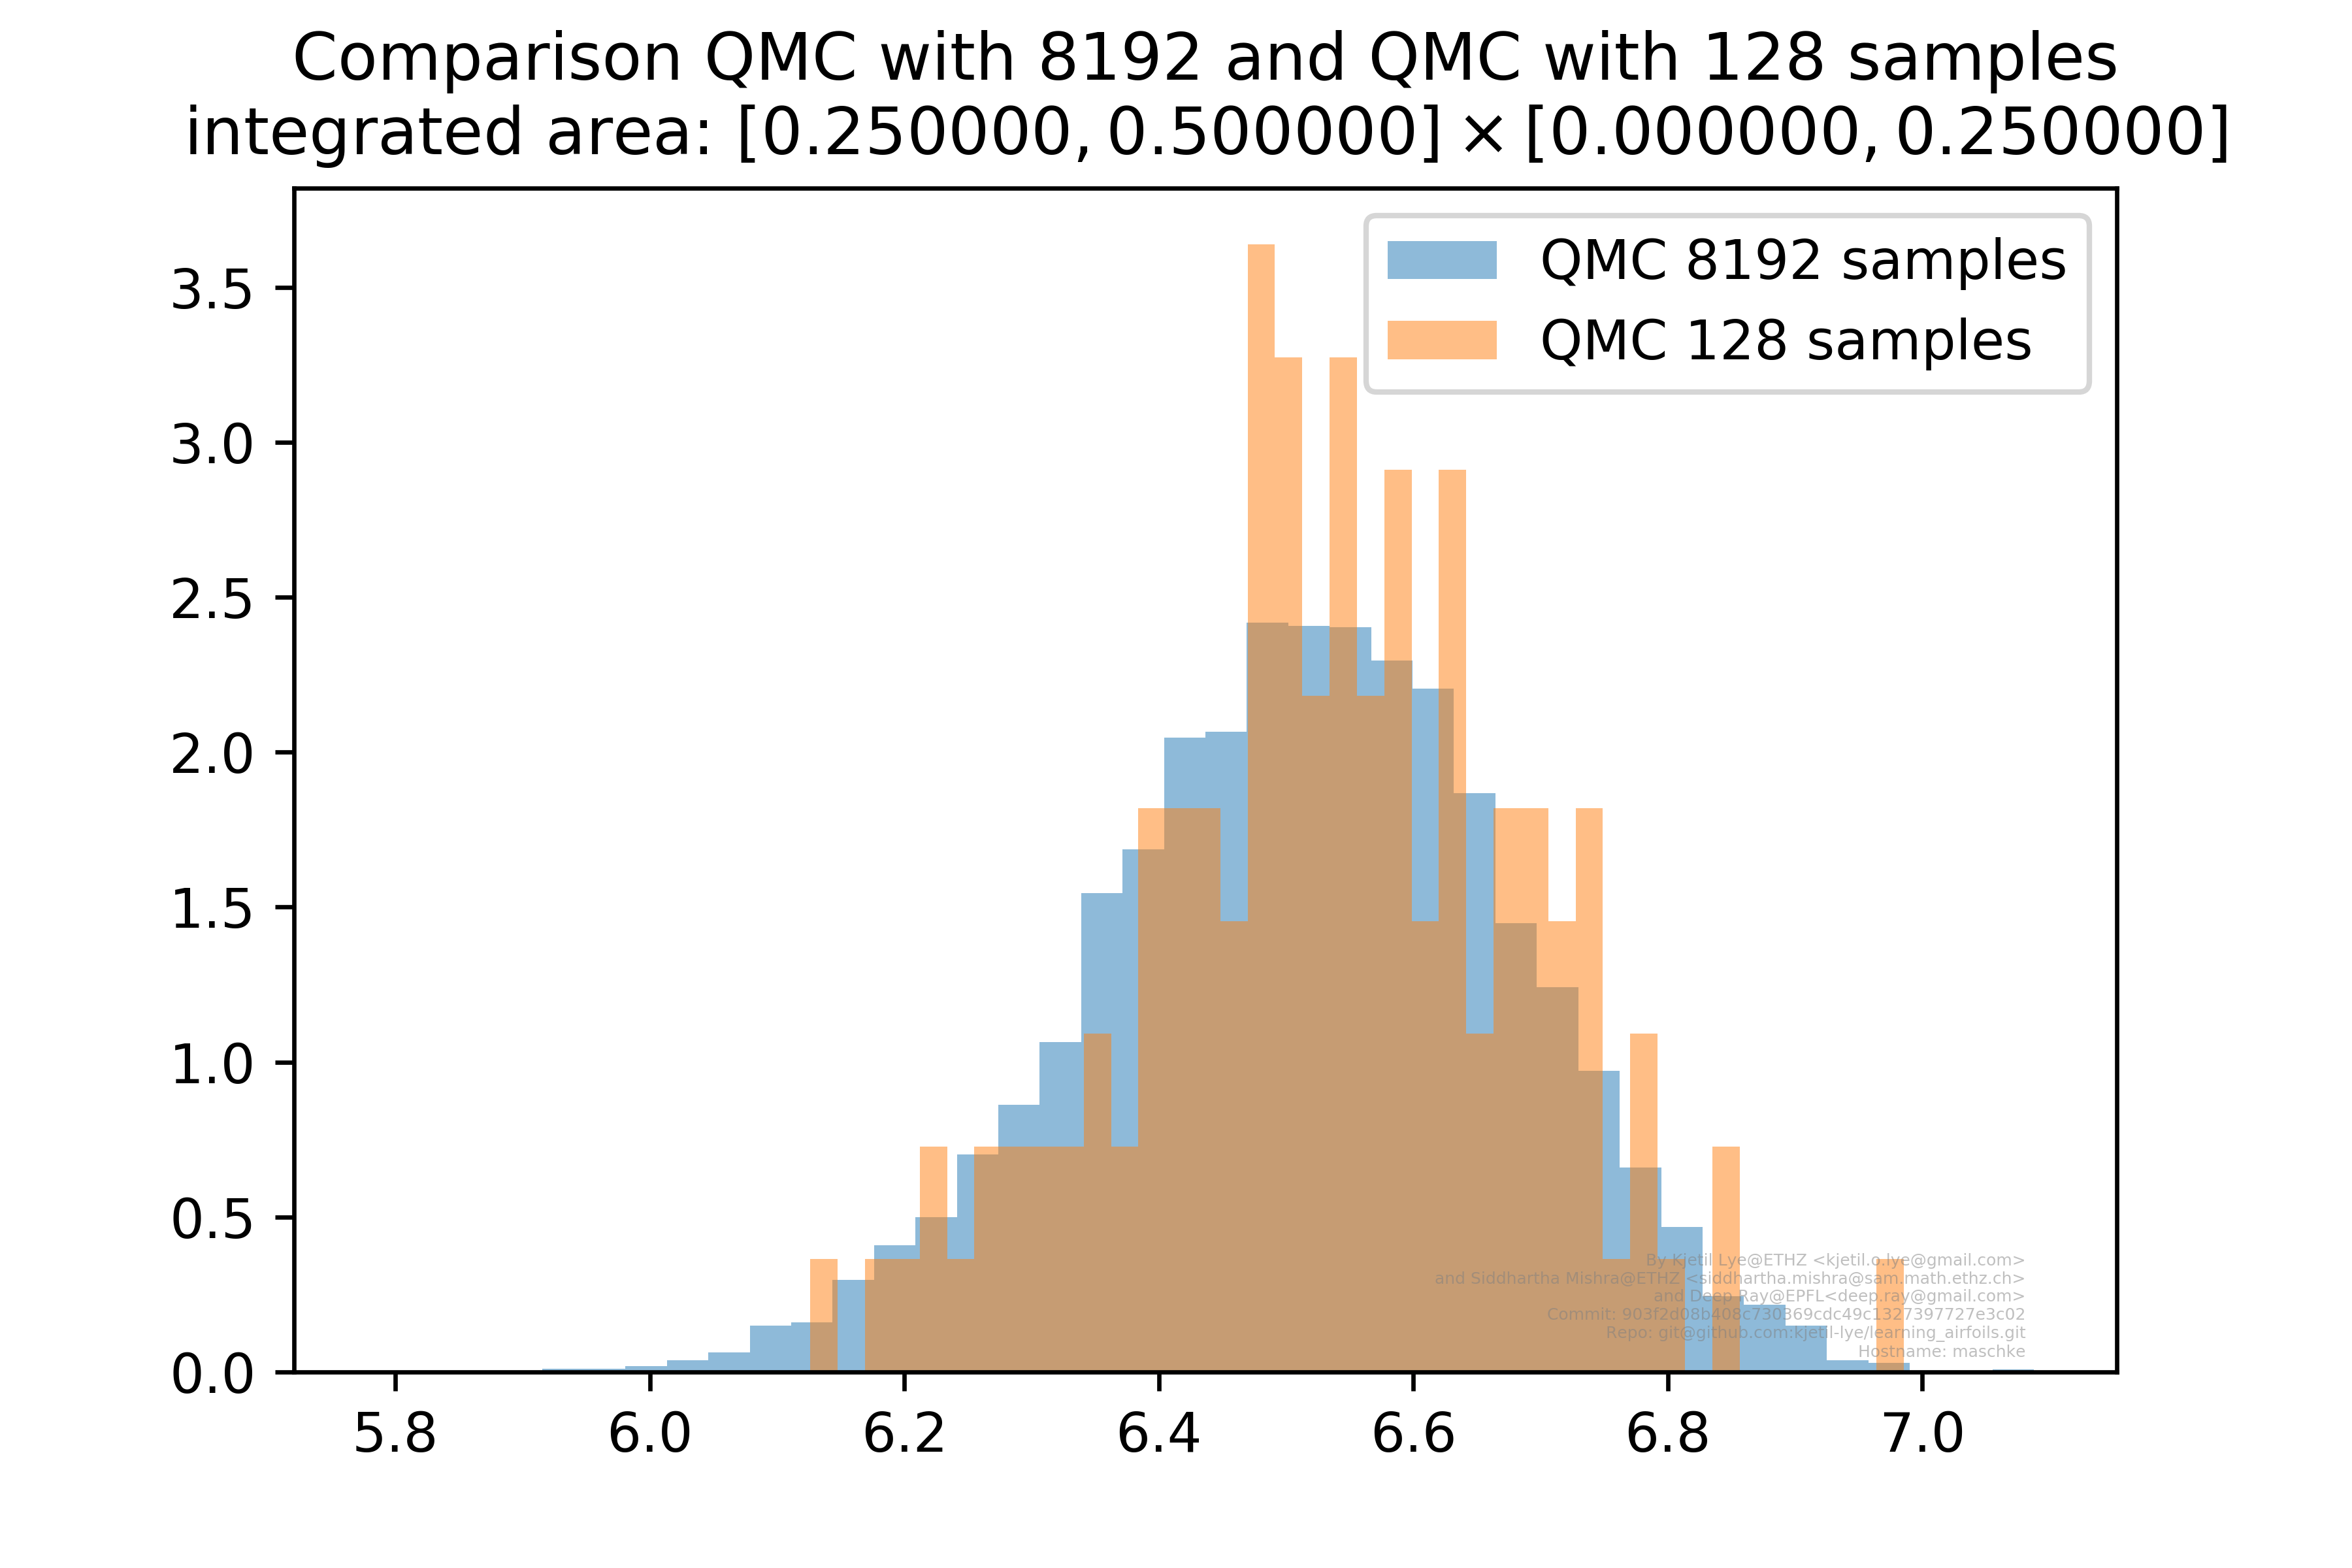 Comparison QMC with 8192 and QMC with 128 samples
integrated area: [0.250000, 0.500000] × [0.000000, 0.250000]
QMC 8192 samples
QMC 128 samples
3.5
3.0
2.5
2.0
1.5
1.0
0.5
0.0
By Kjetil Lye@ETHZ <kjetil.o.lye@gmail.com>
and Siddhartha Mishra@ETHZ <siddhartha.mishra@sam.math.ethz.ch>
and Deep Ray@EPFL<deep.ray@gmail.com>
Commit: 903f2d08b408c730369cdc49c1327397727e3c02
Repo: git@github.com:kjetil-lye/learning_airfoils.git
Hostname: maschke
5.8 6.0 6.2 6.4 6.6 6.8 7.0